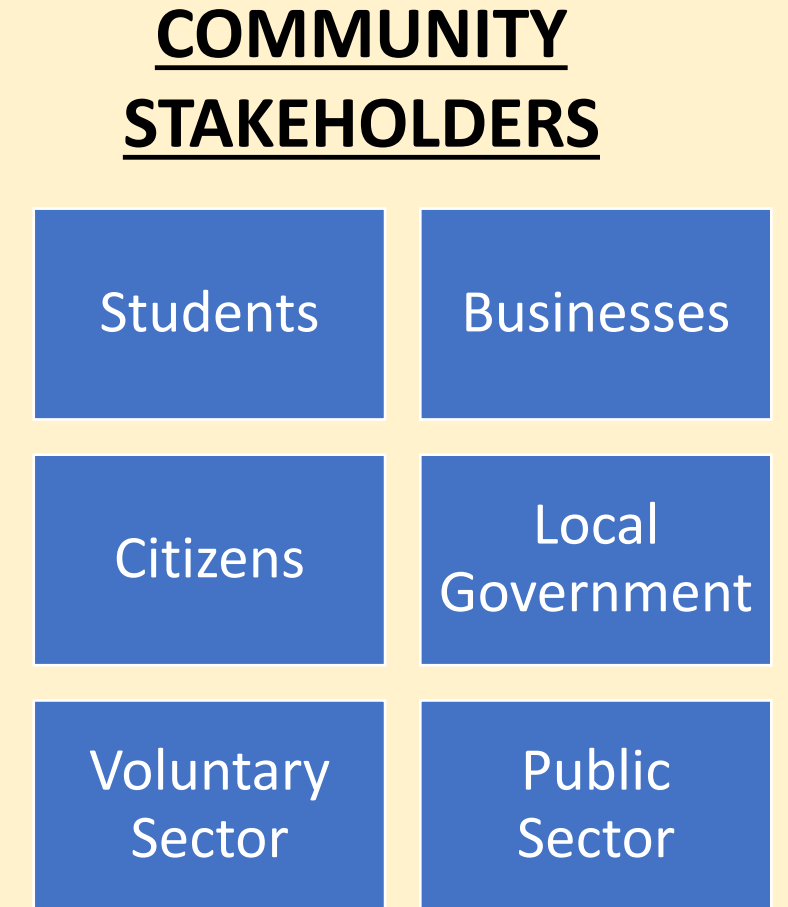 COMMUNITY
STAKEHOLDERS
Students
Businesses
Citizens
Local
Government
Voluntary
Sector
Public
Sector